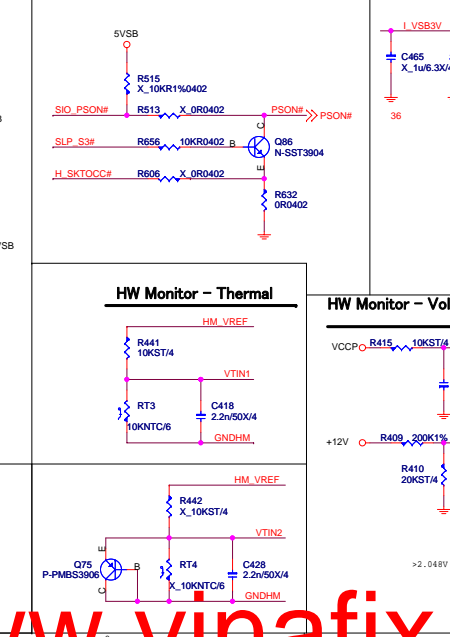 5VSB
I_VSB3V
R515
X_10KR1%0402
C465
X_1u/6.3X/4
SIO_PSON#
R513
X_0R0402
PSON#
PSON#
36
SLP_S3#
R656
10KR0402
B
C
E
Q86
N-SST3904
H_SKTOCC#
R606
X_0R0402
R632
0R0402
VSB
HW Monitor - Thermal
HM_VREF
R441
10KST/4
VTIN1
RT3
10KNTC/6
C418
2.2n/50X/4
GNDHM
HW Monitor - Vol
VCCP
R415
10KST/4
+12V
R409
200K1%
R410
20KST/4
>2.048V
HM_VREF
R442
X_10KST/4
VTIN2
E
Q75
P-PMBS3906
B
C
RT4
X_10KNTC/6
C428
2.2n/50X/4
GNDHM
w.vinafix